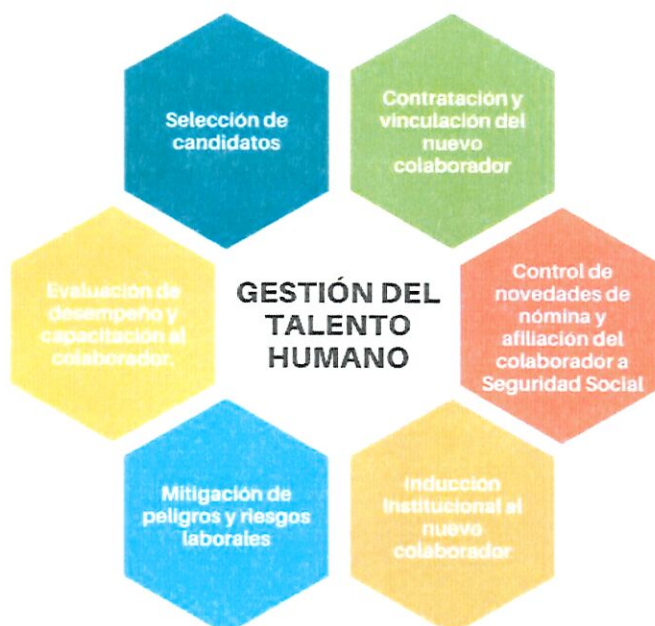 Selección de
candidatos
Contratación y
vinculación del
nuevo
colaborador
Evaluación de
desempeño y
capacitación al
colaborador.
GESTIÓN DEL
TALENTO
HUMANO
Control de
novedades de
nómina y
afiliación del
colaborador a
Seguridad Social
Mitigación de
peligros y riesgos
laborales
Inducción
Institucional al
nuevo
colaborador